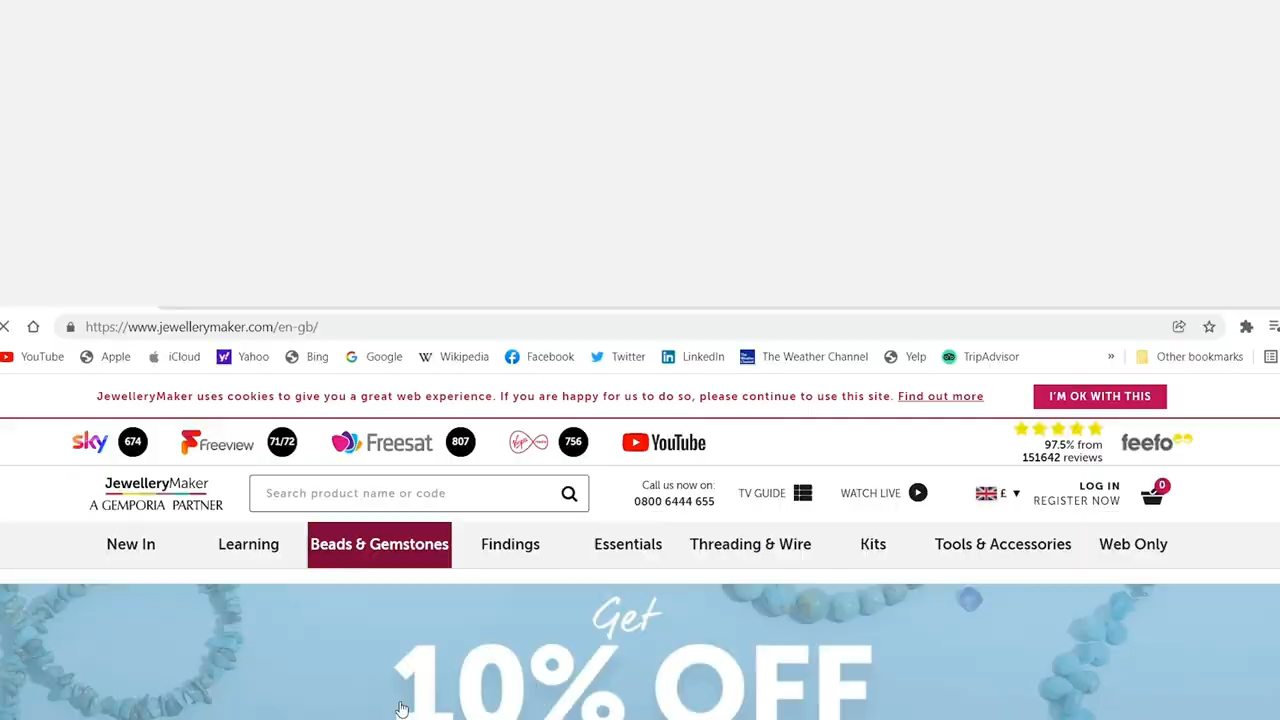 https://www.jewellerymaker.com/en-gb/
YouTube Apple iCloud Yahoo Bing Google Wikipedia Facebook Twitter LinkedIn The Weather Channel Yelp TripAdvisor » Other bookmarks
JewelleryMaker uses cookies to give you a great web experience. If you are happy for us to do so, please continue to use this site. Find out more I'M OK WITH THIS
sky 674 Freeview 71/72 Freesat 807 Virgin media 756 YouTube 97.5% from 151642 reviews feefo
JewelleryMaker
A GEMPORIA PARTNER
Search product name or code
Call us now on:
0800 6444 655
TV GUIDE WATCH LIVE £ ▼
LOG IN
REGISTER NOW
0
New In Learning Beads & Gemstones Findings Essentials Threading & Wire Kits Tools & Accessories Web Only
Get
10% OFF